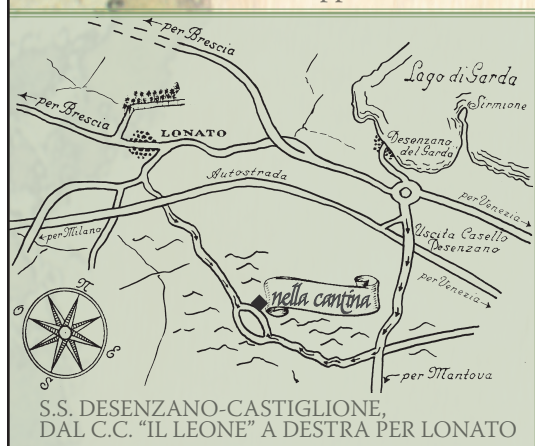 ← per Brescia
← per Brescia
LONATO
Lago di Garda
Sirmione
Desenzano
del Garda
Autostrada
per Venezia →
← per Milano
Uscita Casello
Desenzano
per Venezia →
nella cantina
N
O
E
S
← per Mantova
S.S. DESENZANO-CASTIGLIONE,
DAL C.C. “IL LEONE” A DESTRA PER LONATO